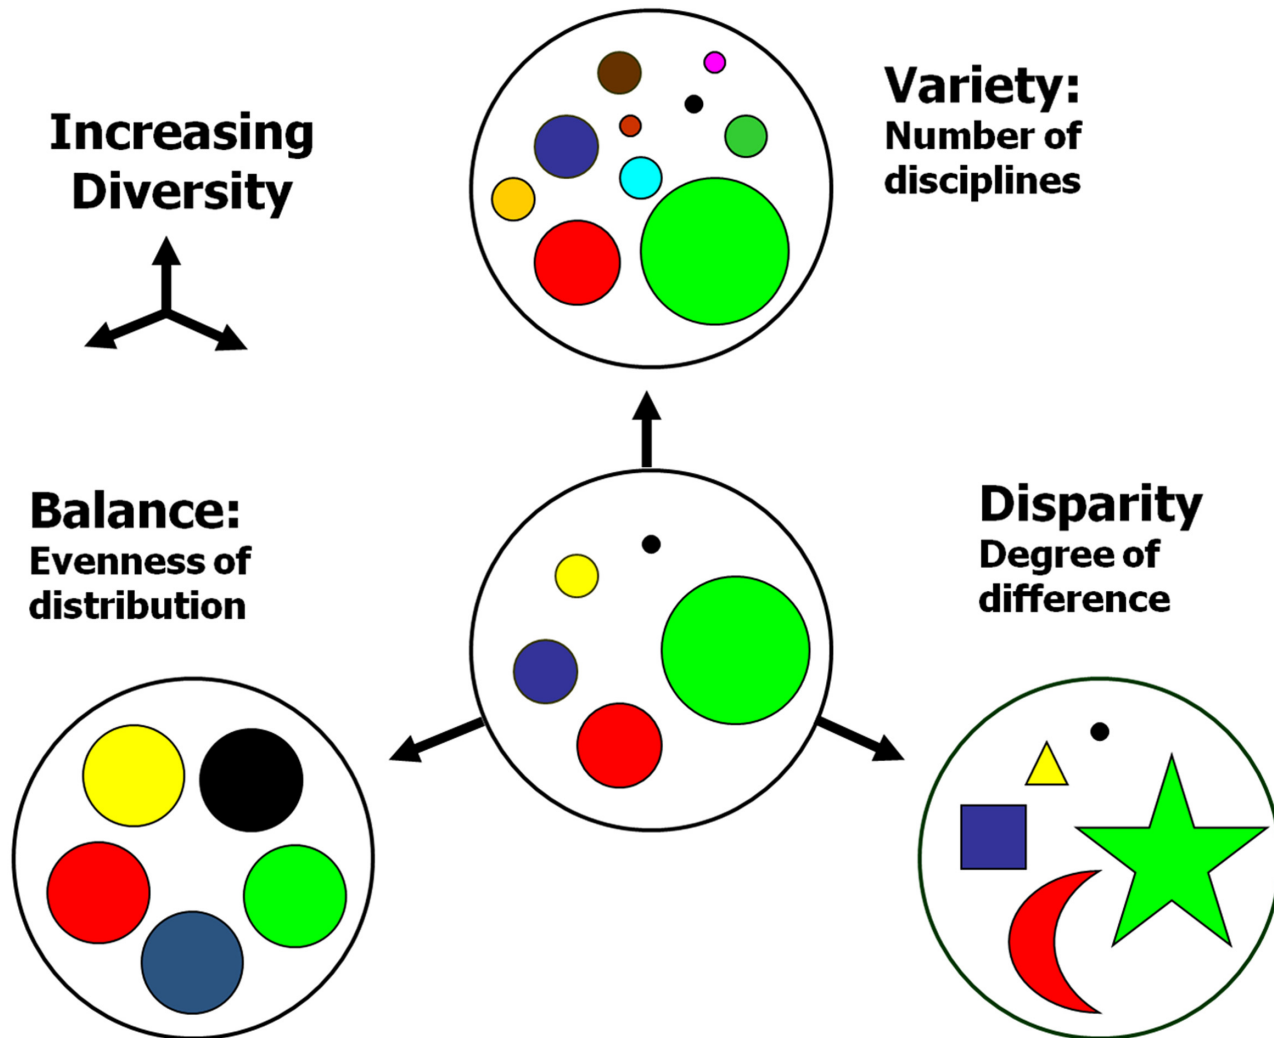 Increasing
Diversity
Variety:
Number of
disciplines
Balance:
Evenness of
distribution
Disparity
Degree of
difference